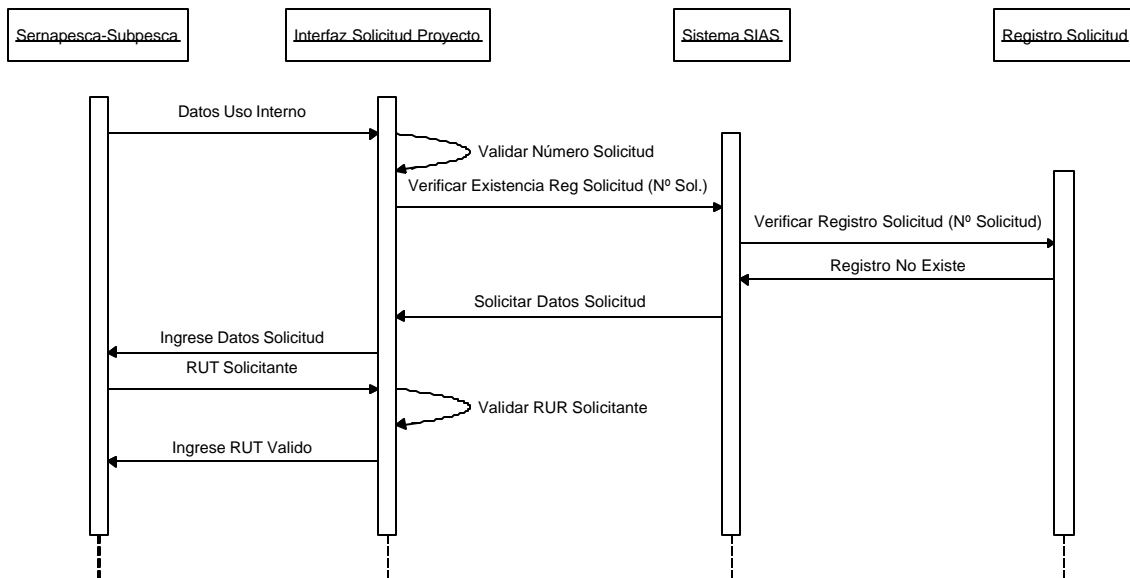 Sernapesca-Subpesca
Interfaz Solicitud Proyecto
Sistema SIAS
Registro Solicitud
Datos Uso Interno
Validar Número Solicitud
Verificar Existencia Reg Solicitud (Nº Sol.)
Verificar Registro Solicitud (Nº Solicitud)
Registro No Existe
Solicitar Datos Solicitud
Ingrese Datos Solicitud
RUT Solicitante
Validar RUR Solicitante
Ingrese RUT Valido